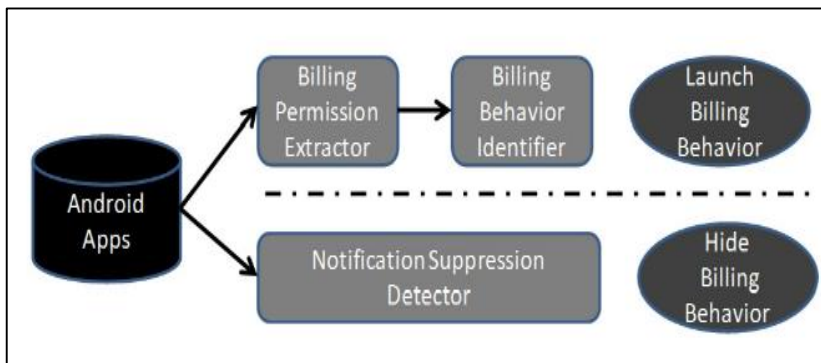 Billing
Permission
Extractor
Billing
Behavior
Identifier
Launch
Billing
Behavior
Android
Apps
Notification Suppression
Detector
Hide
Billing
Behavior